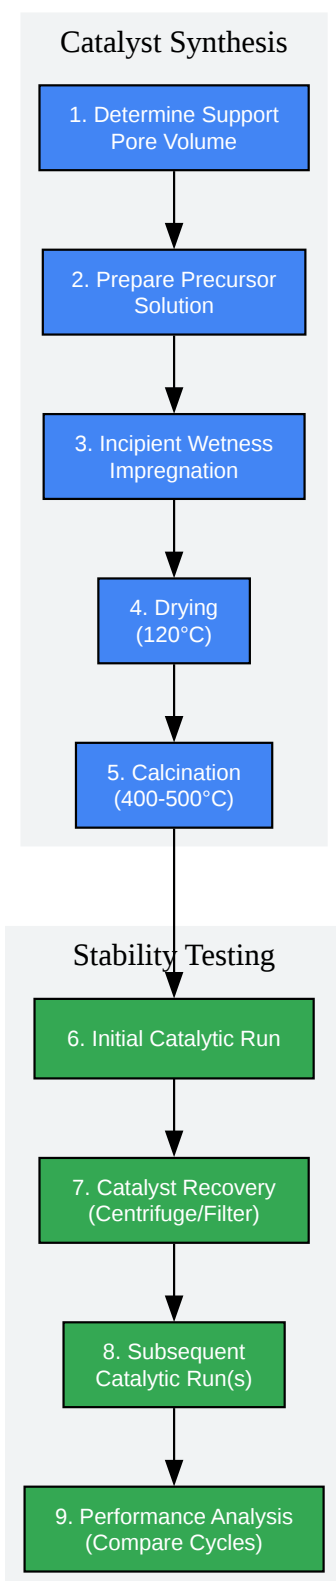 Catalyst Synthesis
1. Determine Support
Pore Volume
2. Prepare Precursor
Solution
3. Incipient Wetness
Impregnation
4. Drying
(120°C)
5. Calcination
(400-500°C)
Stability Testing
6. Initial Catalytic Run
7. Catalyst Recovery
(Centrifuge/Filter)
8. Subsequent
Catalytic Run(s)
9. Performance Analysis
(Compare Cycles)